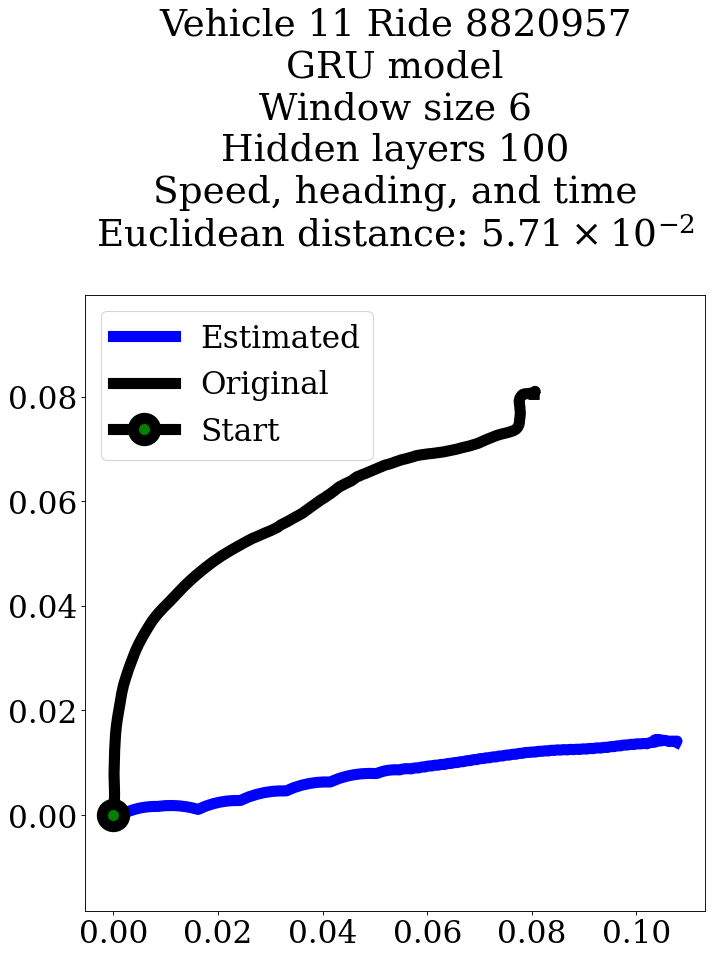 Vehicle 11 Ride 8820957
GRU model
Window size 6
Hidden layers 100
Speed, heading, and time
Euclidean distance: 5.71 × 10⁻²
Estimated
Original
Start
0.08
0.06
0.04
0.02
0.00
0.00 0.02 0.04 0.06 0.08 0.10